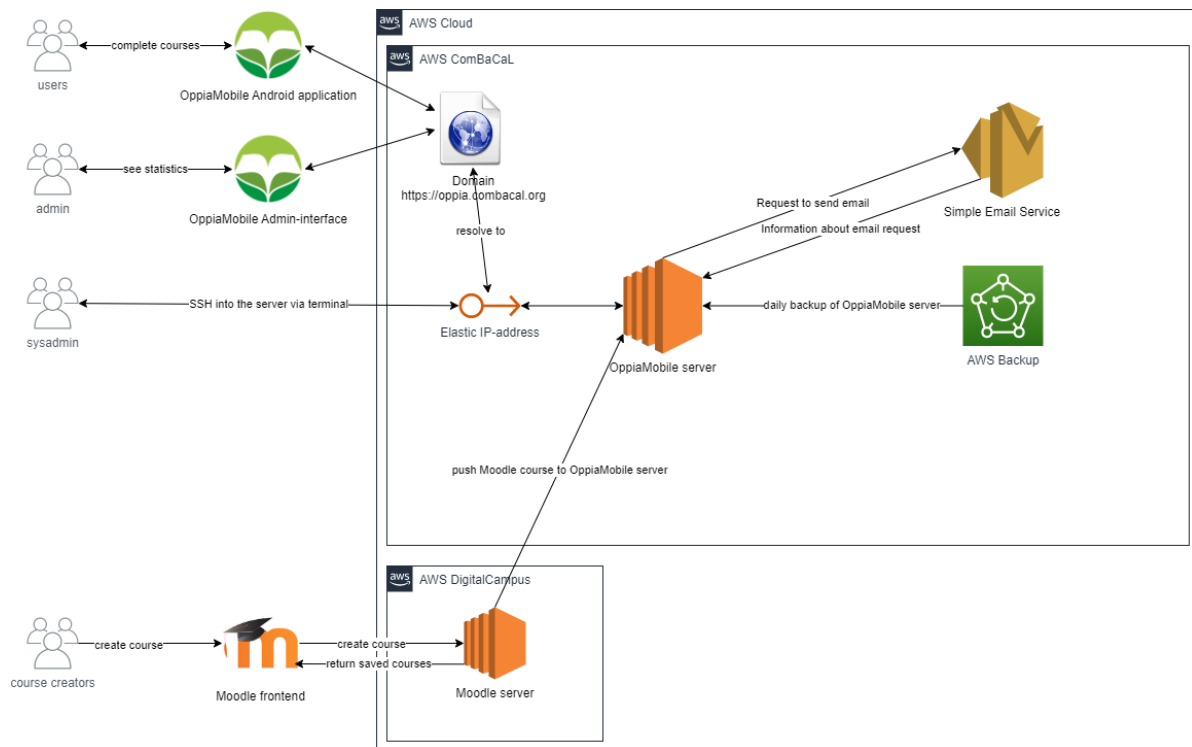 aws
AWS Cloud
aws
AWS ComBaCaL
users
complete courses
OppiaMobile Android application
admin
see statistics
OppiaMobile Admin-interface
Domain
https://oppia.combacal.org
resolve to
Request to send email
Information about email request
Simple Email Service
sysadmin
SSH into the server via terminal
Elastic IP-address
OppiaMobile server
daily backup of OppiaMobile server
AWS Backup
push Moodle course to OppiaMobile server
aws
AWS DigitalCampus
course creators
create course
m
Moodle frontend
create course
return saved courses
Moodle server